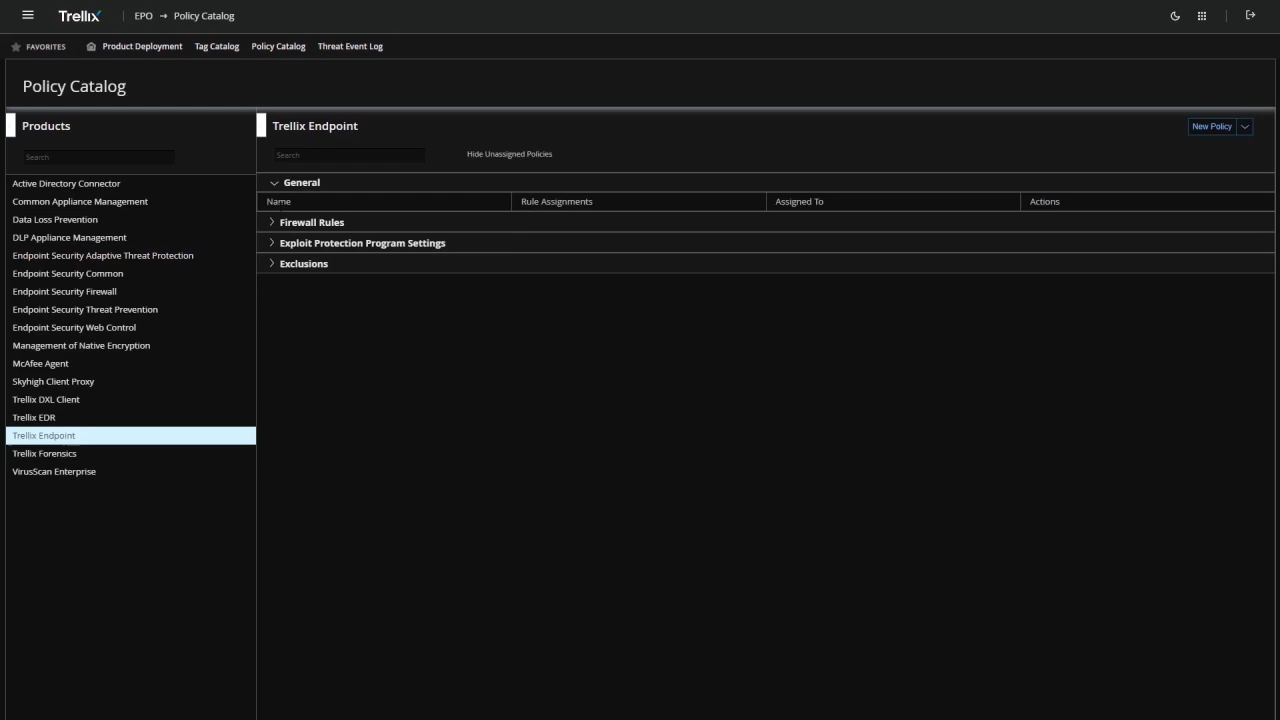 Trellix EPO → Policy Catalog
FAVORITES Product Deployment Tag Catalog Policy Catalog Threat Event Log
Policy Catalog
Products
Search
Active Directory Connector
Common Appliance Management
Data Loss Prevention
DLP Appliance Management
Endpoint Security Adaptive Threat Protection
Endpoint Security Common
Endpoint Security Firewall
Endpoint Security Threat Prevention
Endpoint Security Web Control
Management of Native Encryption
McAfee Agent
Skyhigh Client Proxy
Trellix DXL Client
Trellix EDR
Trellix Endpoint
Trellix Forensics
VirusScan Enterprise
Trellix Endpoint
New Policy
Search
Hide Unassigned Policies
General
Name Rule Assignments Assigned To Actions
Firewall Rules
Exploit Protection Program Settings
Exclusions